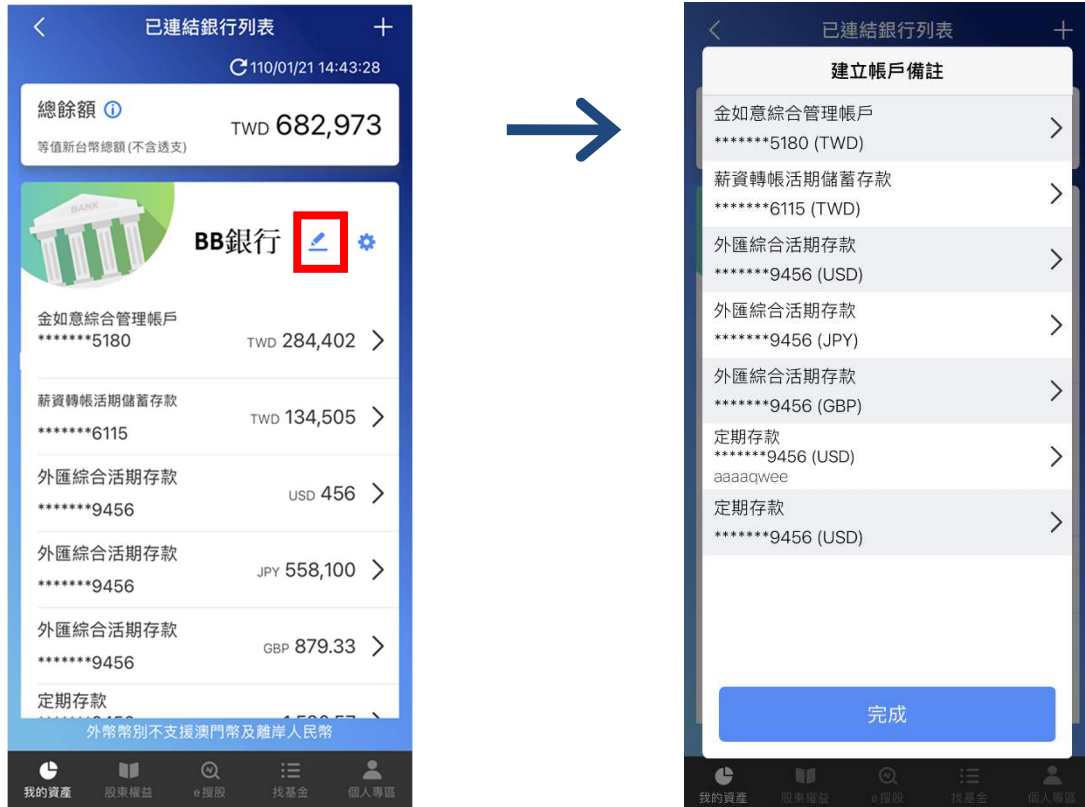 已連結銀行列表
110/01/21 14:43:28
總餘額
TWD 682,973
等值新台幣總額(不含透支)
BANK
BB銀行
金如意綜合管理帳戶
*******5180
TWD 284,402
薪資轉帳活期儲蓄存款
*******6115
TWD 134,505
外匯綜合活期存款
*******9456
USD 456
外匯綜合活期存款
*******9456
JPY 558,100
外匯綜合活期存款
*******9456
GBP 879.33
定期存款
外幣幣別不支援澳門幣及離岸人民幣
我的資產
股東權益
e搜股
找基金
個人專區
已連結銀行列表
建立帳戶備註
金如意綜合管理帳戶
*******5180 (TWD)
薪資轉帳活期儲蓄存款
*******6115 (TWD)
外匯綜合活期存款
*******9456 (USD)
外匯綜合活期存款
*******9456 (JPY)
外匯綜合活期存款
*******9456 (GBP)
定期存款
*******9456 (USD)
aaaaqwee
定期存款
*******9456 (USD)
完成
我的資產
股東權益
e搜股
找基金
個人專區